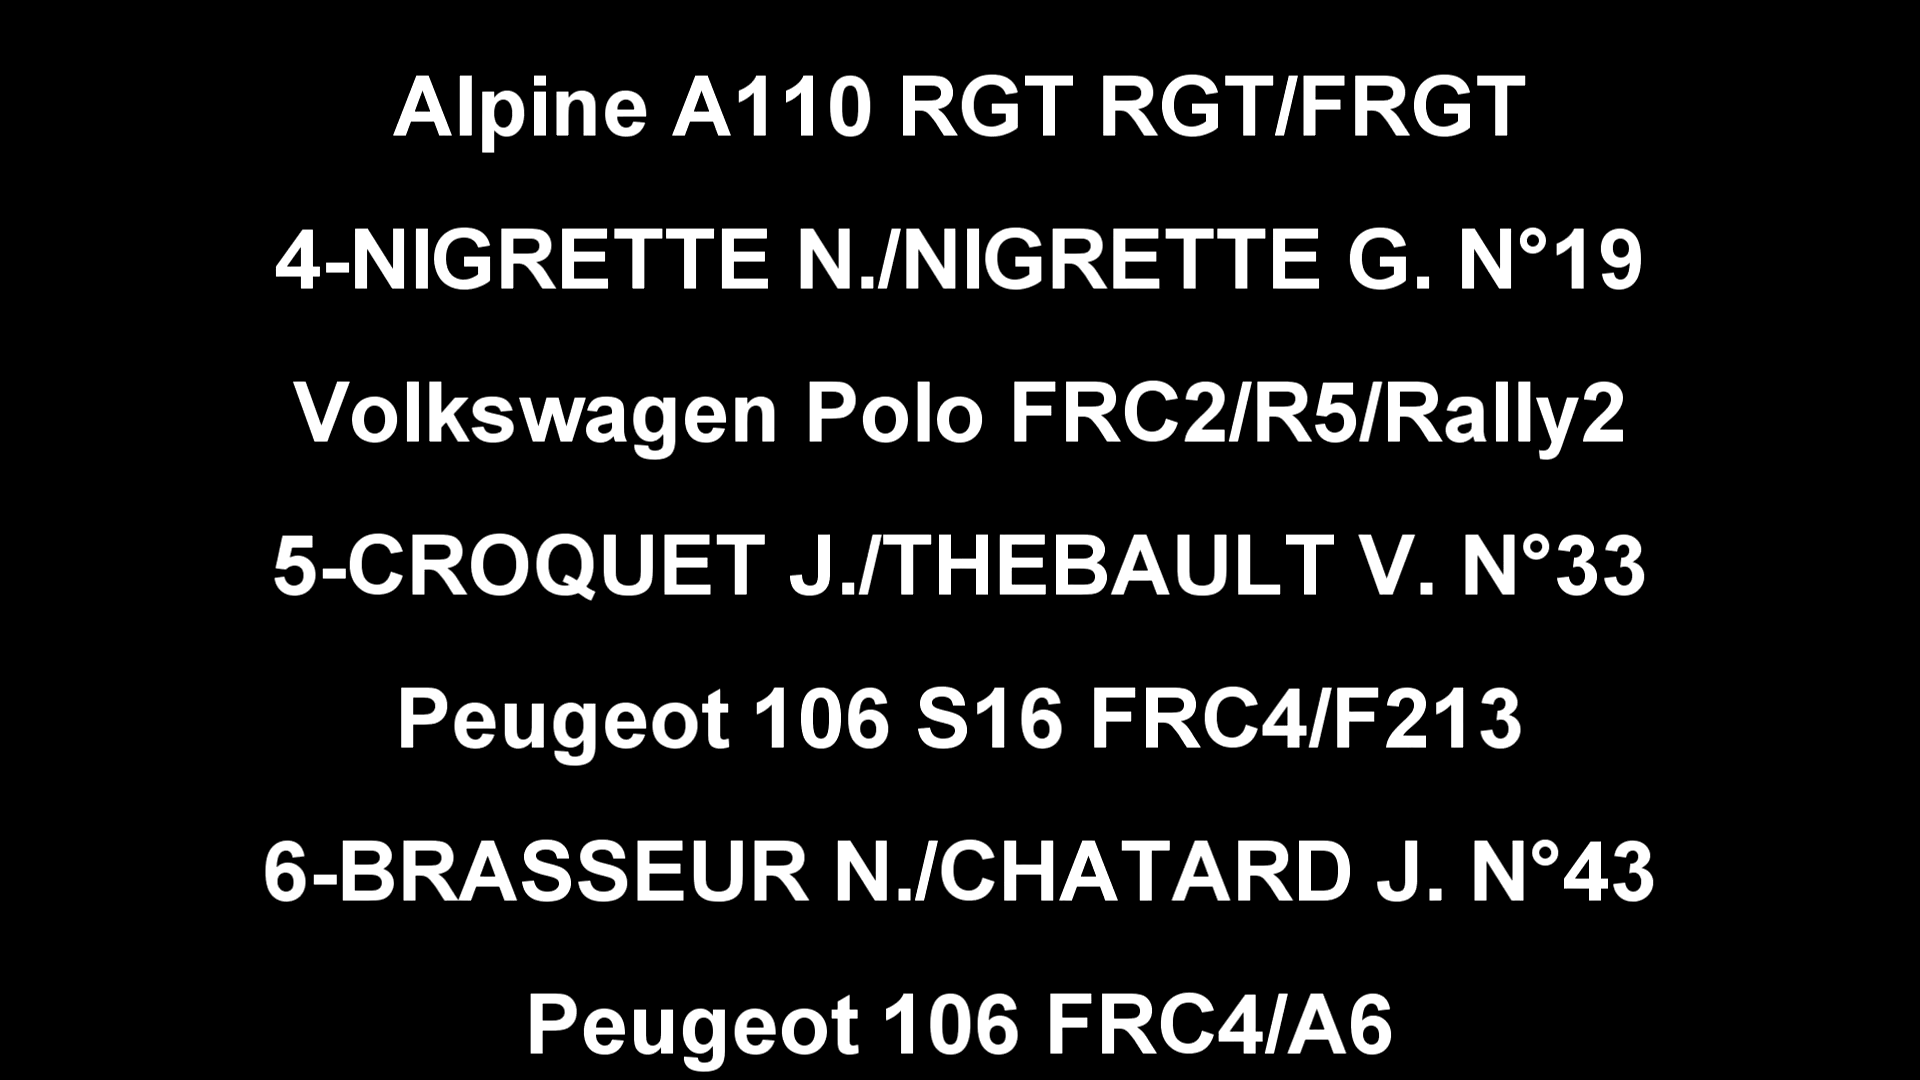 Alpine A110 RGT RGT/FRGT
4-NIGRETTE N./NIGRETTE G. N°19
Volkswagen Polo FRC2/R5/Rally2
5-CROQUET J./THEBAULT V. N°33
Peugeot 106 S16 FRC4/F213
6-BRASSEUR N./CHATARD J. N°43
Peugeot 106 FRC4/A6